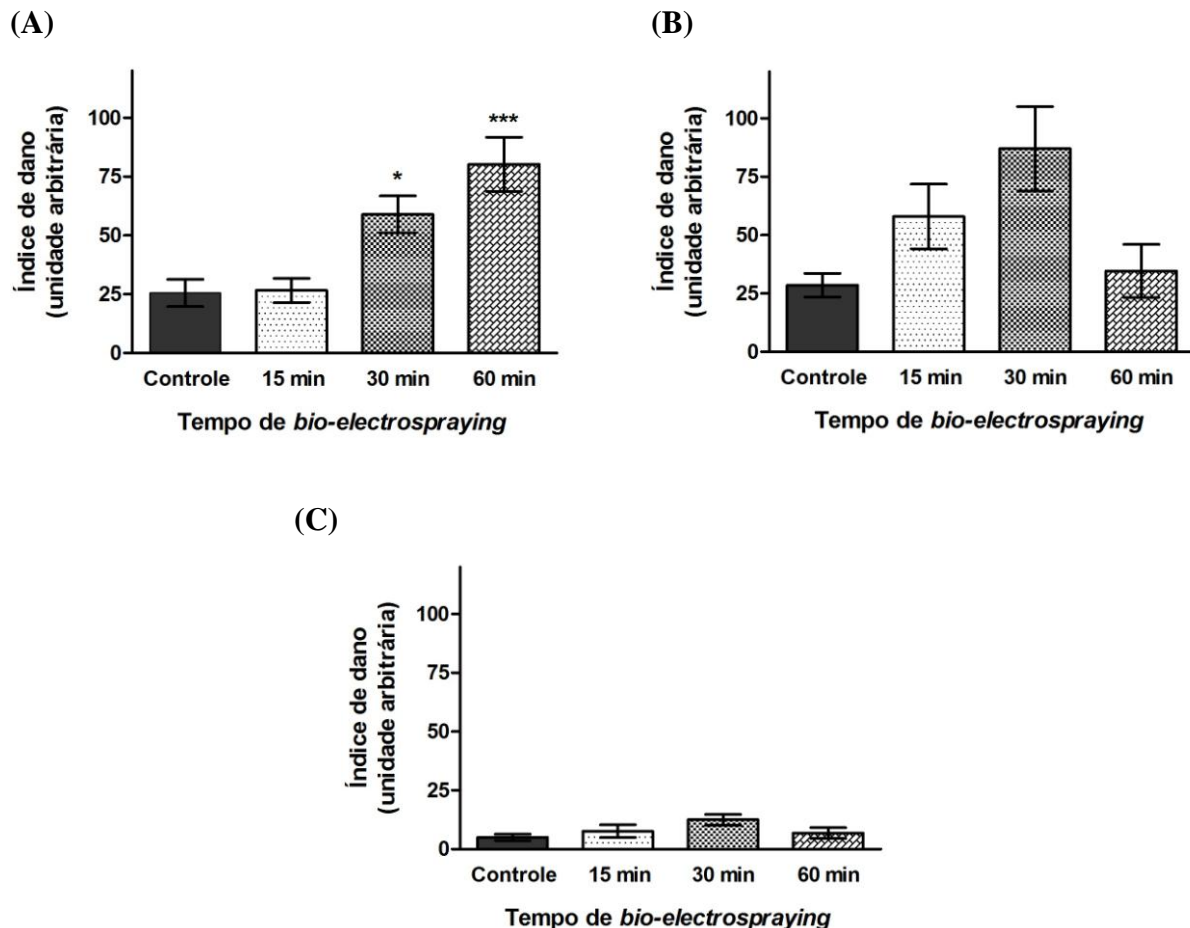 (A)
Índice de dano
(unidade arbitrária)
100
75
50
25
0
*
***
Controle 15 min 30 min 60 min
Tempo de bio-electrospraying
(B)
Índice de dano
(unidade arbitrária)
100
75
50
25
0
Controle 15 min 30 min 60 min
Tempo de bio-electrospraying
(C)
Índice de dano
(unidade arbitrária)
100
75
50
25
0
Controle 15 min 30 min 60 min
Tempo de bio-electrospraying